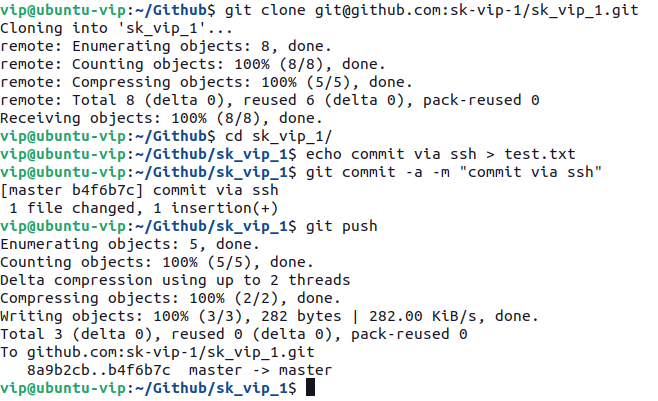 vip@ubuntu-vip:~/Github$ git clone git@github.com:sk-vip-1/sk_vip_1.git
Cloning into 'sk_vip_1'...
remote: Enumerating objects: 8, done.
remote: Counting objects: 100% (8/8), done.
remote: Compressing objects: 100% (5/5), done.
remote: Total 8 (delta 0), reused 6 (delta 0), pack-reused 0
Receiving objects: 100% (8/8), done.
vip@ubuntu-vip:~/Github$ cd sk_vip_1/
vip@ubuntu-vip:~/Github/sk_vip_1$ echo commit via ssh > test.txt
vip@ubuntu-vip:~/Github/sk_vip_1$ git commit -a -m "commit via ssh"
[master b4f6b7c] commit via ssh
 1 file changed, 1 insertion(+)
vip@ubuntu-vip:~/Github/sk_vip_1$ git push
Enumerating objects: 5, done.
Counting objects: 100% (5/5), done.
Delta compression using up to 2 threads
Compressing objects: 100% (2/2), done.
Writing objects: 100% (3/3), 282 bytes | 282.00 KiB/s, done.
Total 3 (delta 0), reused 0 (delta 0), pack-reused 0
To github.com:sk-vip-1/sk_vip_1.git
   8a9b2cb..b4f6b7c  master -> master
vip@ubuntu-vip:~/Github/sk_vip_1$